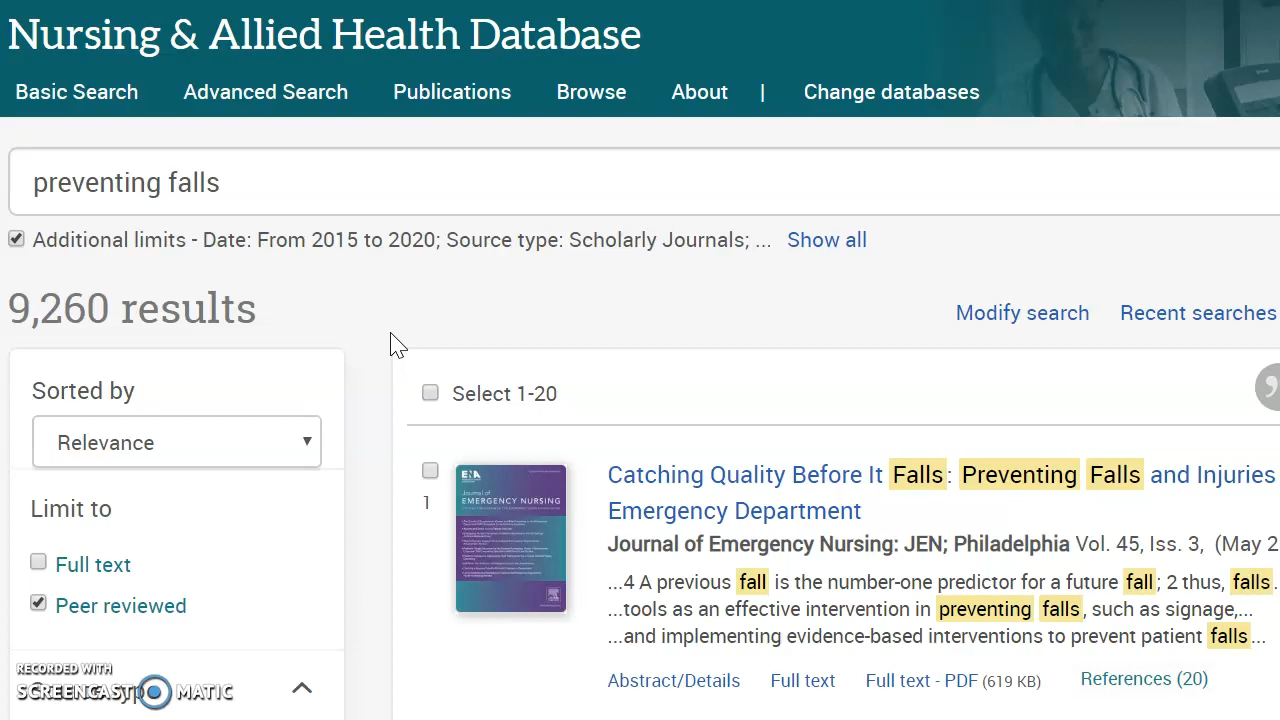 Nursing & Allied Health Database
Basic Search Advanced Search Publications Browse About | Change databases
preventing falls
Additional limits - Date: From 2015 to 2020; Source type: Scholarly Journals; ... Show all
9,260 results
Modify search Recent searches
Sorted by
Relevance
Limit to
Full text
Peer reviewed
RECORDED WITH
SCREENCAST MATIC
Select 1-20
1
ENA
Journal of
EMERGENCY NURSING
Catching Quality Before It Falls: Preventing Falls and Injuries
Emergency Department
Journal of Emergency Nursing: JEN; Philadelphia Vol. 45, Iss. 3, (May 2
...4 A previous fall is the number-one predictor for a future fall; 2 thus, falls.
...tools as an effective intervention in preventing falls, such as signage,...
...and implementing evidence-based interventions to prevent patient falls...
Abstract/Details Full text Full text - PDF (619 KB) References (20)